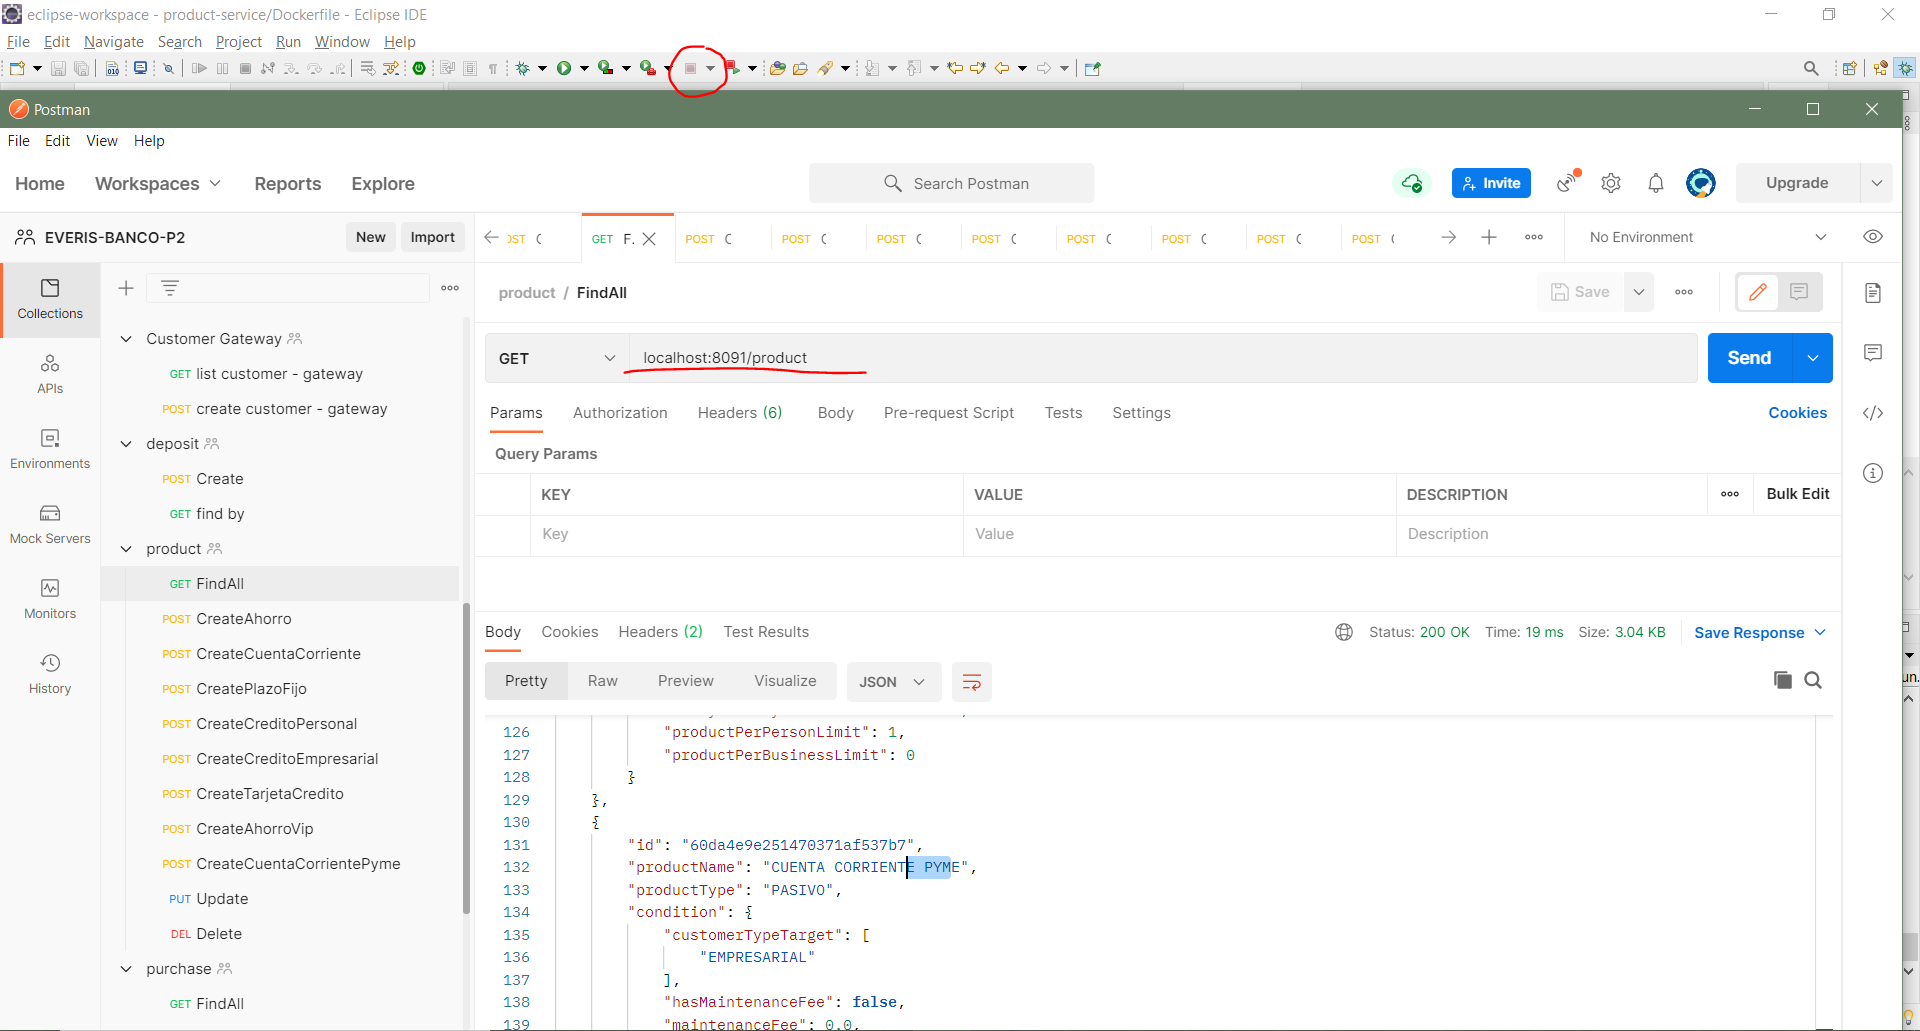 eclipse-workspace - product-service/Dockerfile - Eclipse IDE
File Edit Navigate Search Project Run Window Help
Postman
File Edit View Help
Home Workspaces Reports Explore Search Postman Invite Upgrade
EVERIS-BANCO-P2 New Import
OST C GET F. POST C POST C POST C POST C POST C POST C POST C POST No Environment
Collections
APIs
Environments
Mock Servers
Monitors
History
Customer Gateway
GET list customer - gateway
POST create customer - gateway
deposit
POST Create
GET find by
product
GET FindAll
POST CreateAhorro
POST CreateCuentaCorriente
POST CreatePlazoFijo
POST CreateCreditoPersonal
POST CreateCreditoEmpresarial
POST CreateTarjetaCredito
POST CreateAhorroVip
POST CreateCuentaCorrientePyme
PUT Update
DEL Delete
purchase
GET FindAll
product / FindAll Save
GET localhost:8091/product Send
Params Authorization Headers (6) Body Pre-request Script Tests Settings Cookies
Query Params
KEY VALUE DESCRIPTION Bulk Edit
Key Value Description
Body Cookies Headers (2) Test Results Status: 200 OK Time: 19 ms Size: 3.04 KB Save Response
Pretty Raw Preview Visualize JSON
126 "productPerPersonLimit": 1,
127 "productPerBusinessLimit": 0
128 }
129 },
130 {
131 "id": "60da4e9e251470371af537b7",
132 "productName": "CUENTA CORRIENTE PYME",
133 "productType": "PASIVO",
134 "condition": {
135 "customerTypeTarget": [
136 "EMPRESARIAL"
137 ],
138 "hasMaintenanceFee": false,
139 "maintenanceFee": 0.0,
un.